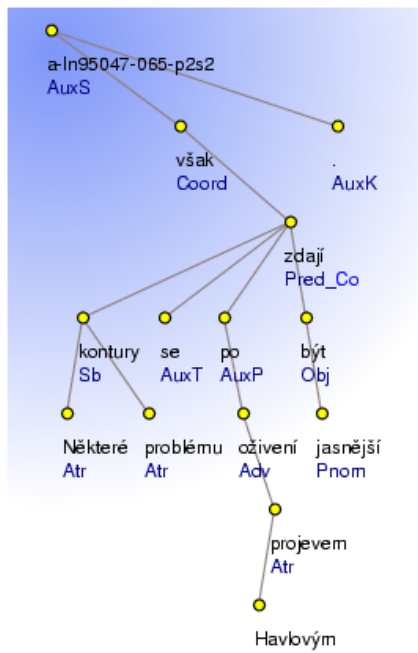 a-ln95047-065-p2s2
AuxS
však
Coord
.
AuxK
zdají
Pred_Co
kontury
Sb
se
AuxT
po
AuxP
být
Obj
Některé
Atr
problému
Atr
oživení
Adv
jasnější
Pnom
projevem
Atr
Havlovým